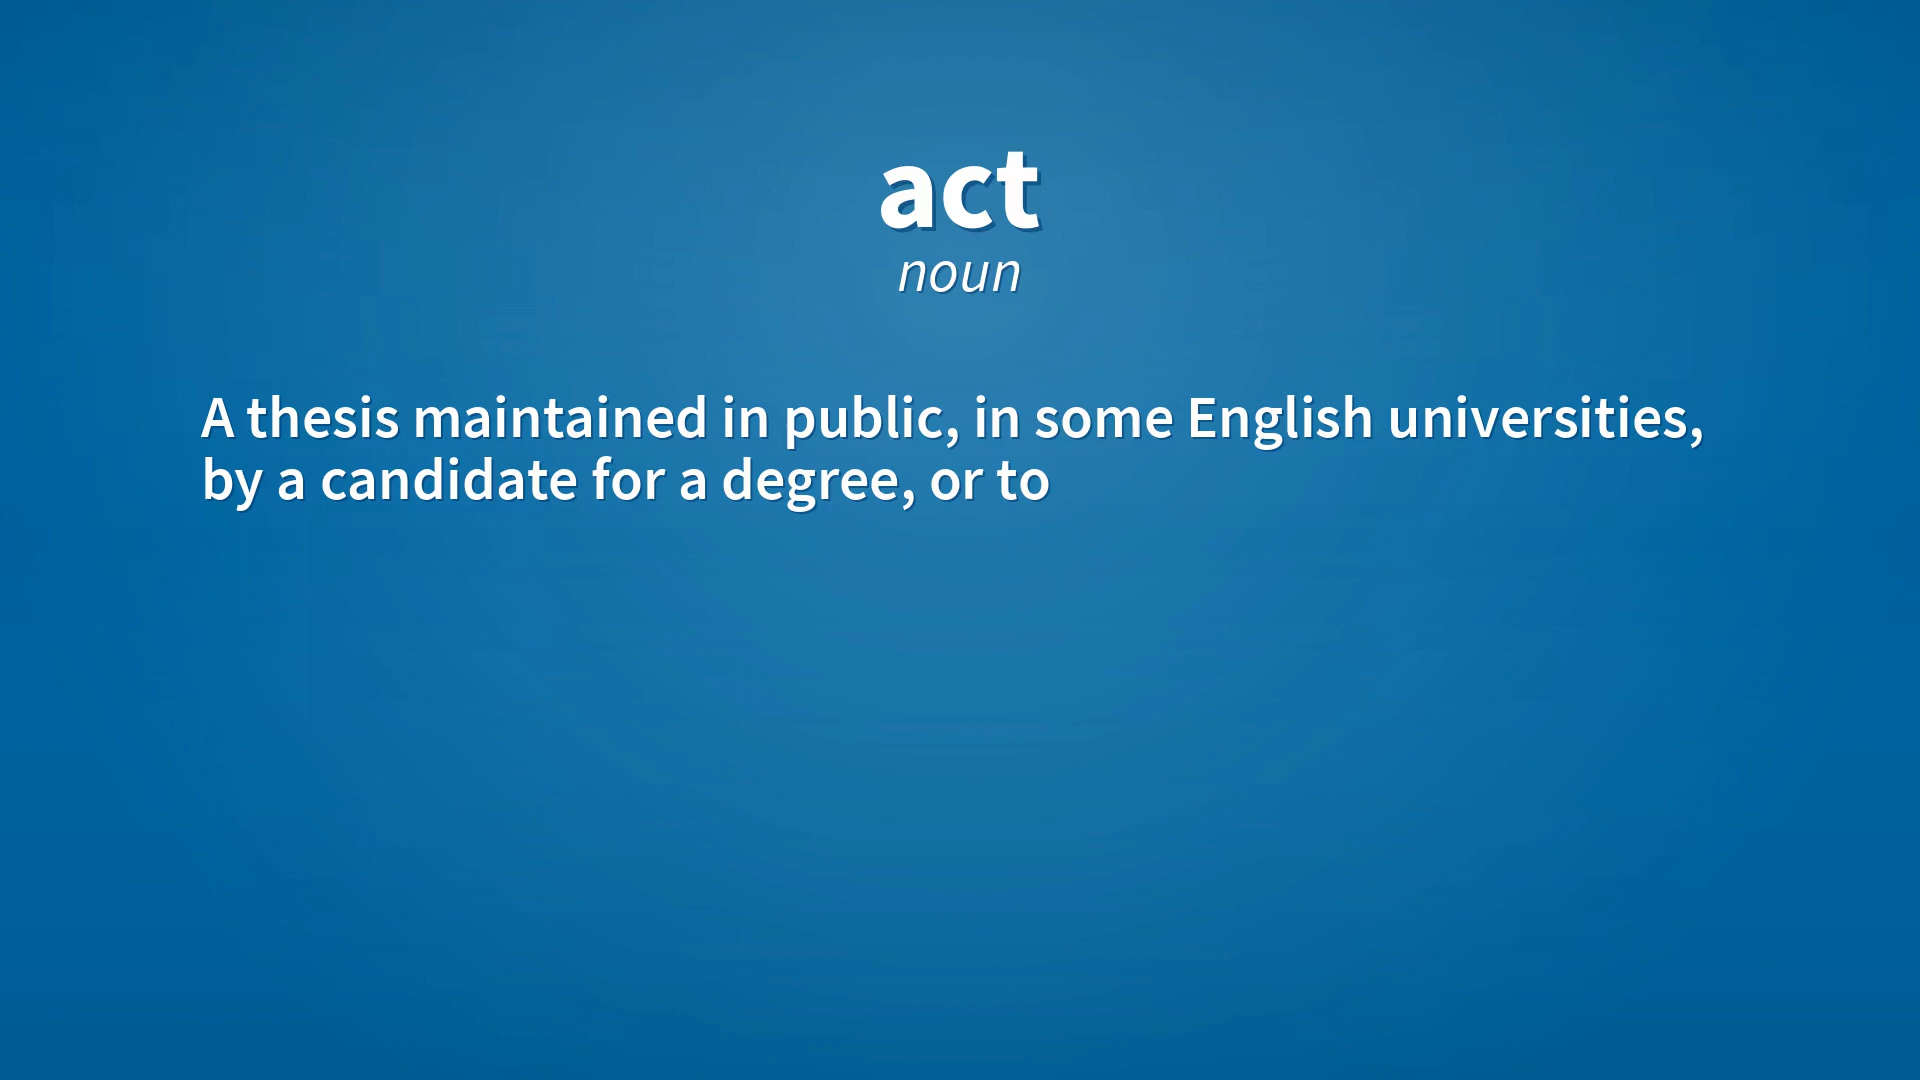 act
noun
A thesis maintained in public, in some English universities,
by a candidate for a degree, or to